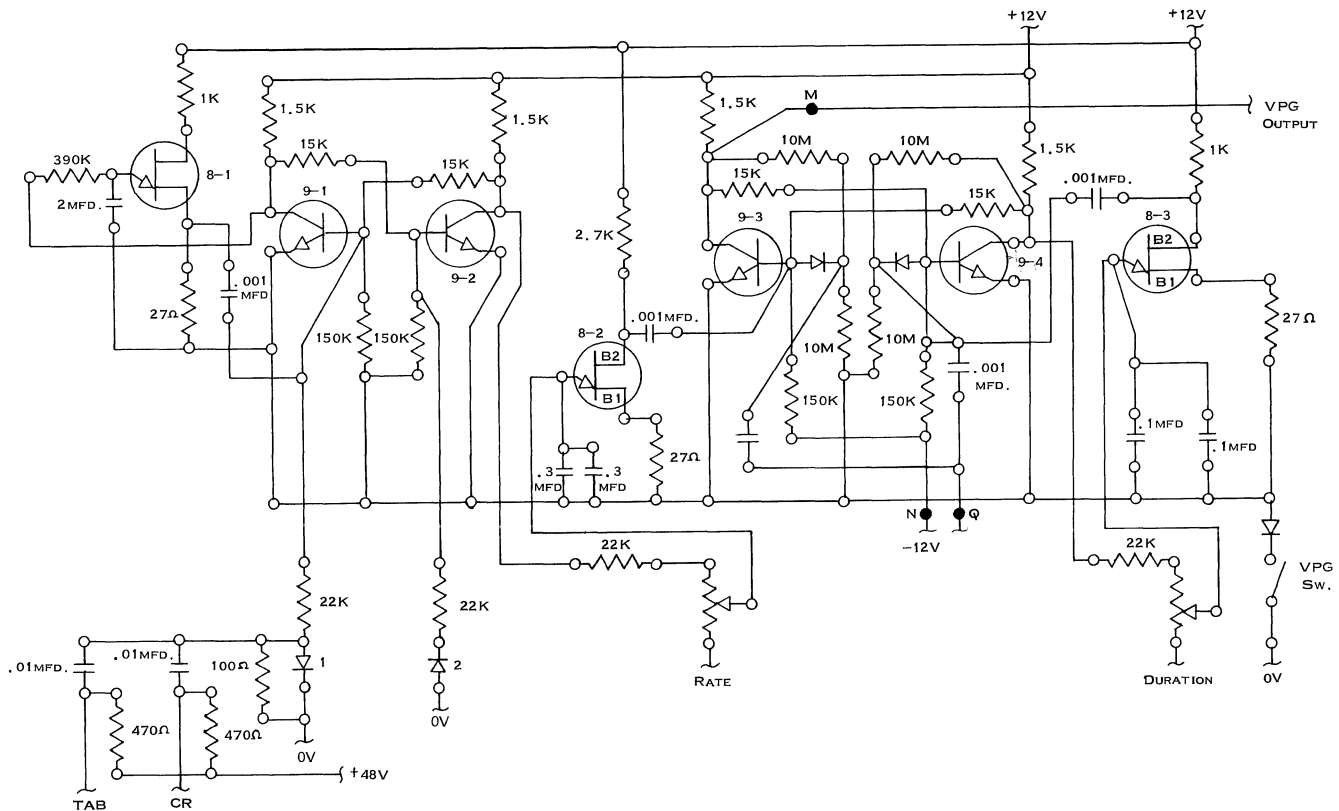 +12V
+12V
M
VPG
OUTPUT
1K
1.5K
1.5K
1.5K
10M
10M
1.5K
1K
15K
15K
15K
390K
8-1
.001MFD.
2MFD.
9-1
9-3
15K
8-3
2.7K
B2
9-2
9-4
B1
.001
MFD
27Ω
27Ω
.001MFD.
150K
150K
8-2
10M
10M
B2
.001
MFD.
B1
150K
150K
.1MFD
.1MFD
27Ω
.3
MFD
.3
MFD
N
Q
-12V
22K
22K
VPG
SW.
22K
22K
.01MFD.
.01MFD.
100Ω
1
2
RATE
DURATION
0V
0V
470Ω
470Ω
0V
+48V
TAB
CR